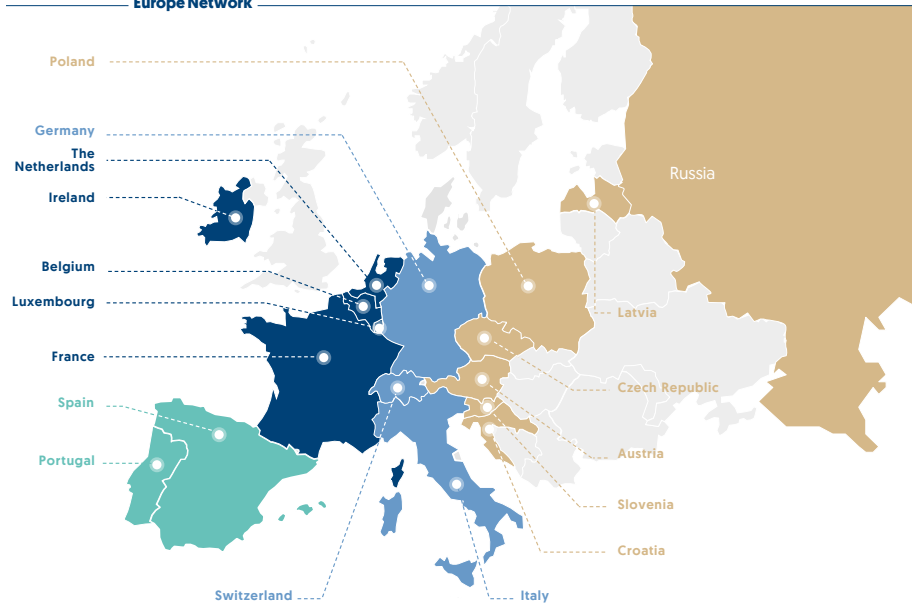 Europe Network
Poland
Germany
The
Netherlands
Russia
Ireland
Belgium
Luxembourg
Latvia
France
Czech Republic
Spain
Portugal
Austria
Slovenia
Croatia
Switzerland
Italy